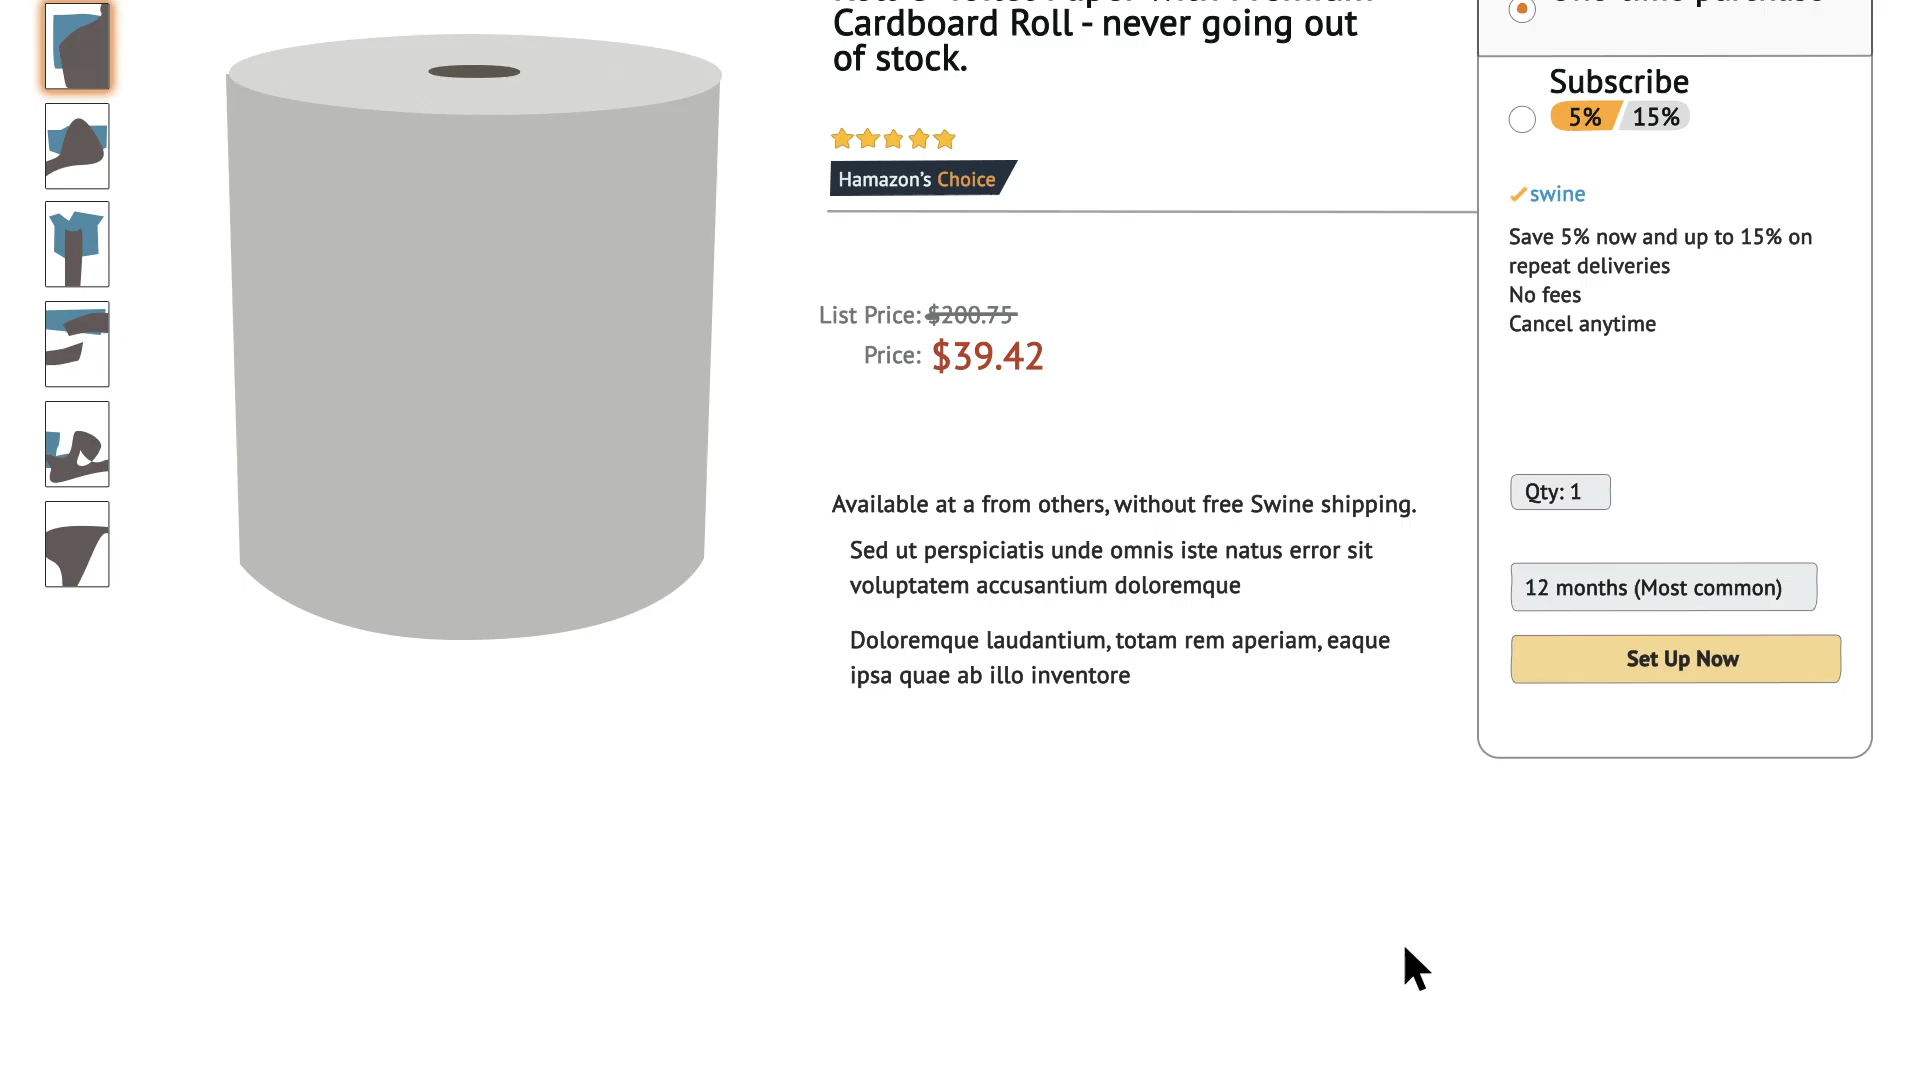 Cardboard Roll - never going out
of stock.
Hamazon's Choice
List Price: $200.75
Price: $39.42
Available at a from others, without free Swine shipping.
Sed ut perspiciatis unde omnis iste natus error sit
voluptatem accusantium doloremque
Doloremque laudantium, totam rem aperiam, eaque
ipsa quae ab illo inventore
One-time purchase
Subscribe
5% 15%
swine
Save 5% now and up to 15% on
repeat deliveries
No fees
Cancel anytime
Qty: 1
12 months (Most common)
Set Up Now